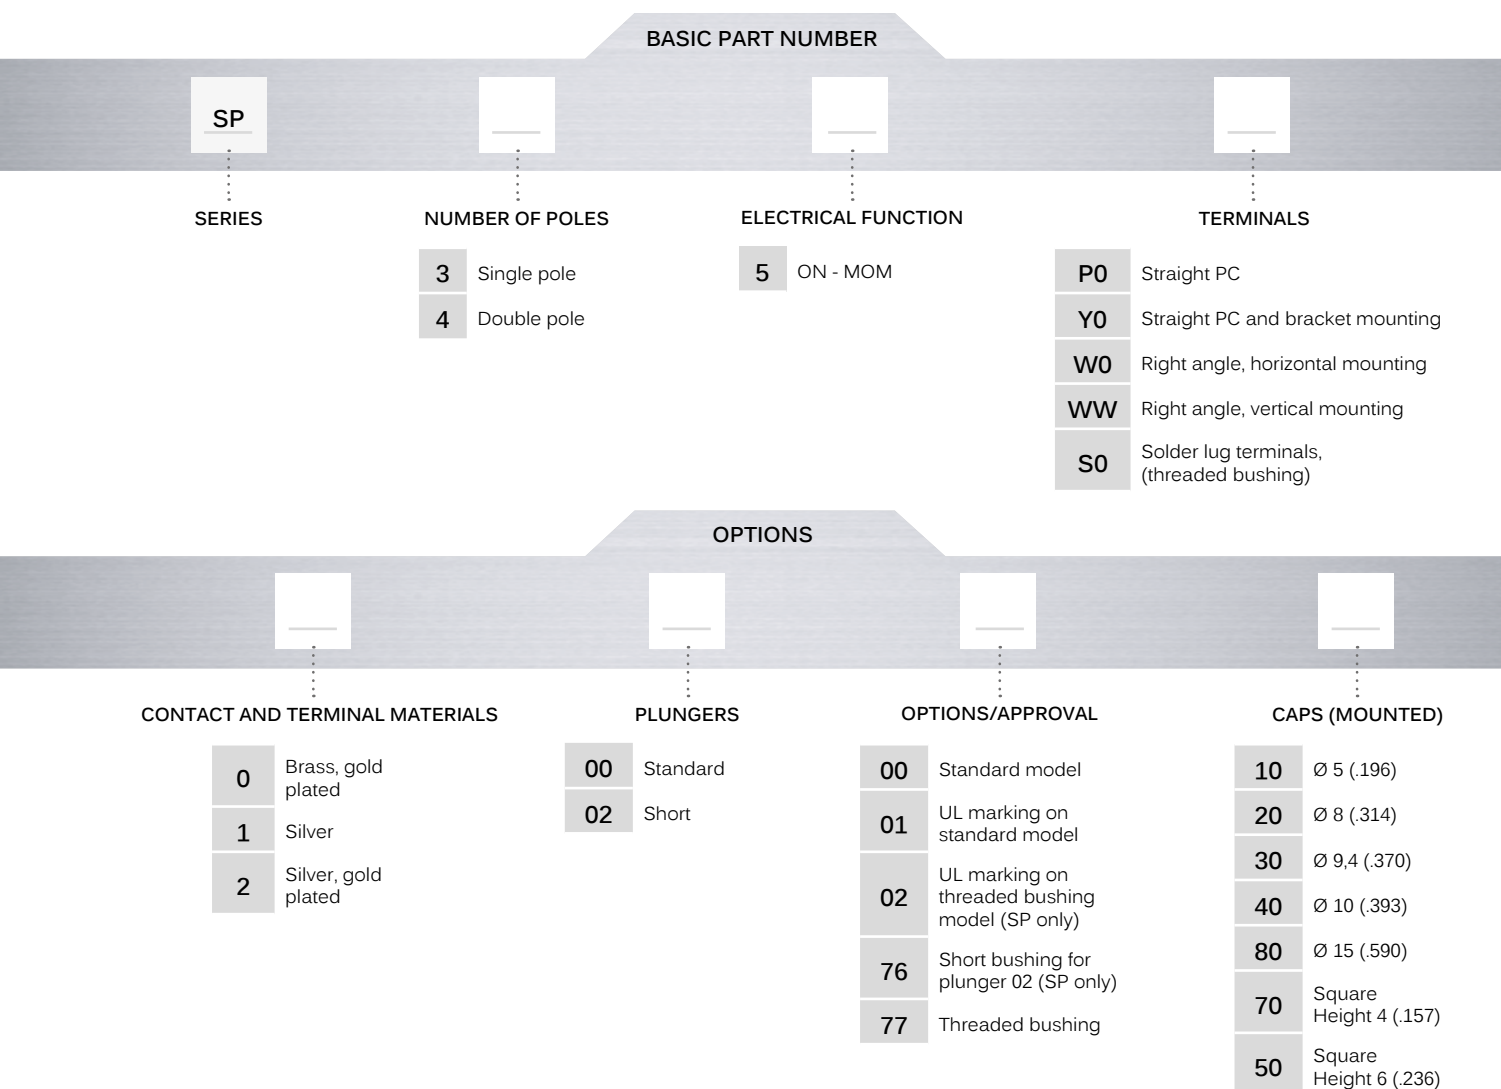 BASIC PART NUMBER
SP
SERIES
NUMBER OF POLES
3 Single pole
4 Double pole
ELECTRICAL FUNCTION
5 ON - MOM
TERMINALS
P0 Straight PC
Y0 Straight PC and bracket mounting
W0 Right angle, horizontal mounting
WW Right angle, vertical mounting
S0 Solder lug terminals,
(threaded bushing)
OPTIONS
CONTACT AND TERMINAL MATERIALS
0 Brass, gold
plated
1 Silver
2 Silver, gold
plated
PLUNGERS
00 Standard
02 Short
OPTIONS/APPROVAL
00 Standard model
01 UL marking on
standard model
02 UL marking on
threaded bushing
model (SP only)
76 Short bushing for
plunger 02 (SP only)
77 Threaded bushing
CAPS (MOUNTED)
10 Ø 5 (.196)
20 Ø 8 (.314)
30 Ø 9,4 (.370)
40 Ø 10 (.393)
80 Ø 15 (.590)
70 Square
Height 4 (.157)
50 Square
Height 6 (.236)